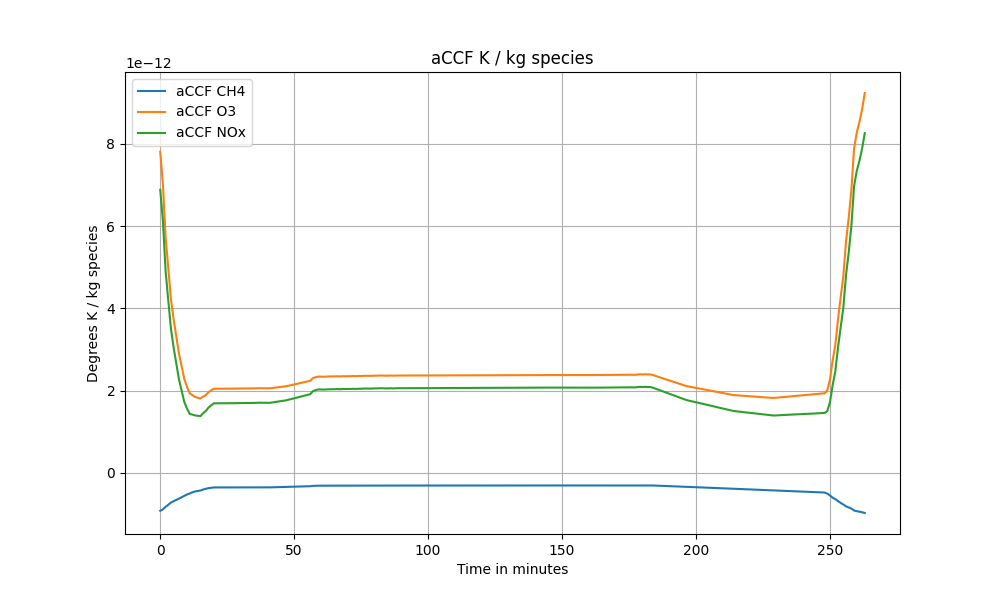 aCCF K / kg species
1e−12
aCCF CH4
aCCF O3
aCCF NOx
8
6
4
2
0
Degrees K / kg species
0 50 100 150 200 250
Time in minutes